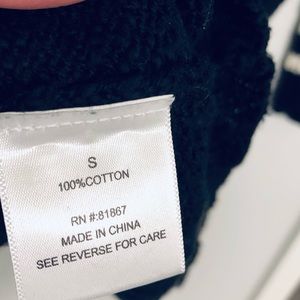 S
100%COTTON
RN #:81867
MADE IN CHINA
SEE REVERSE FOR CARE